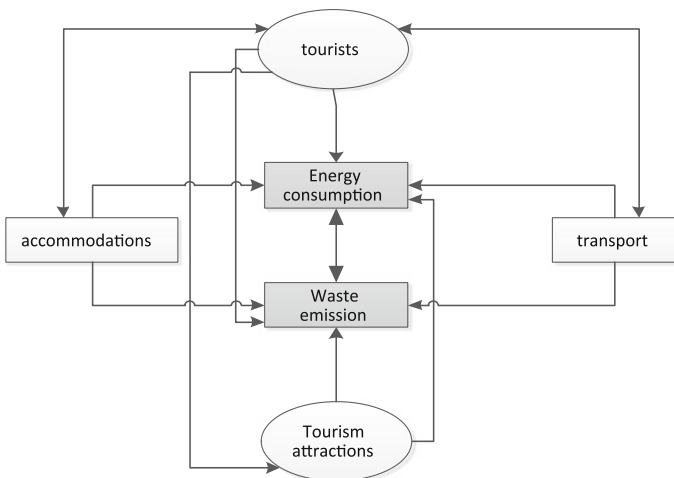 tourists
Energy
consumption
accommodations
transport
Waste
emission
Tourism
attractions